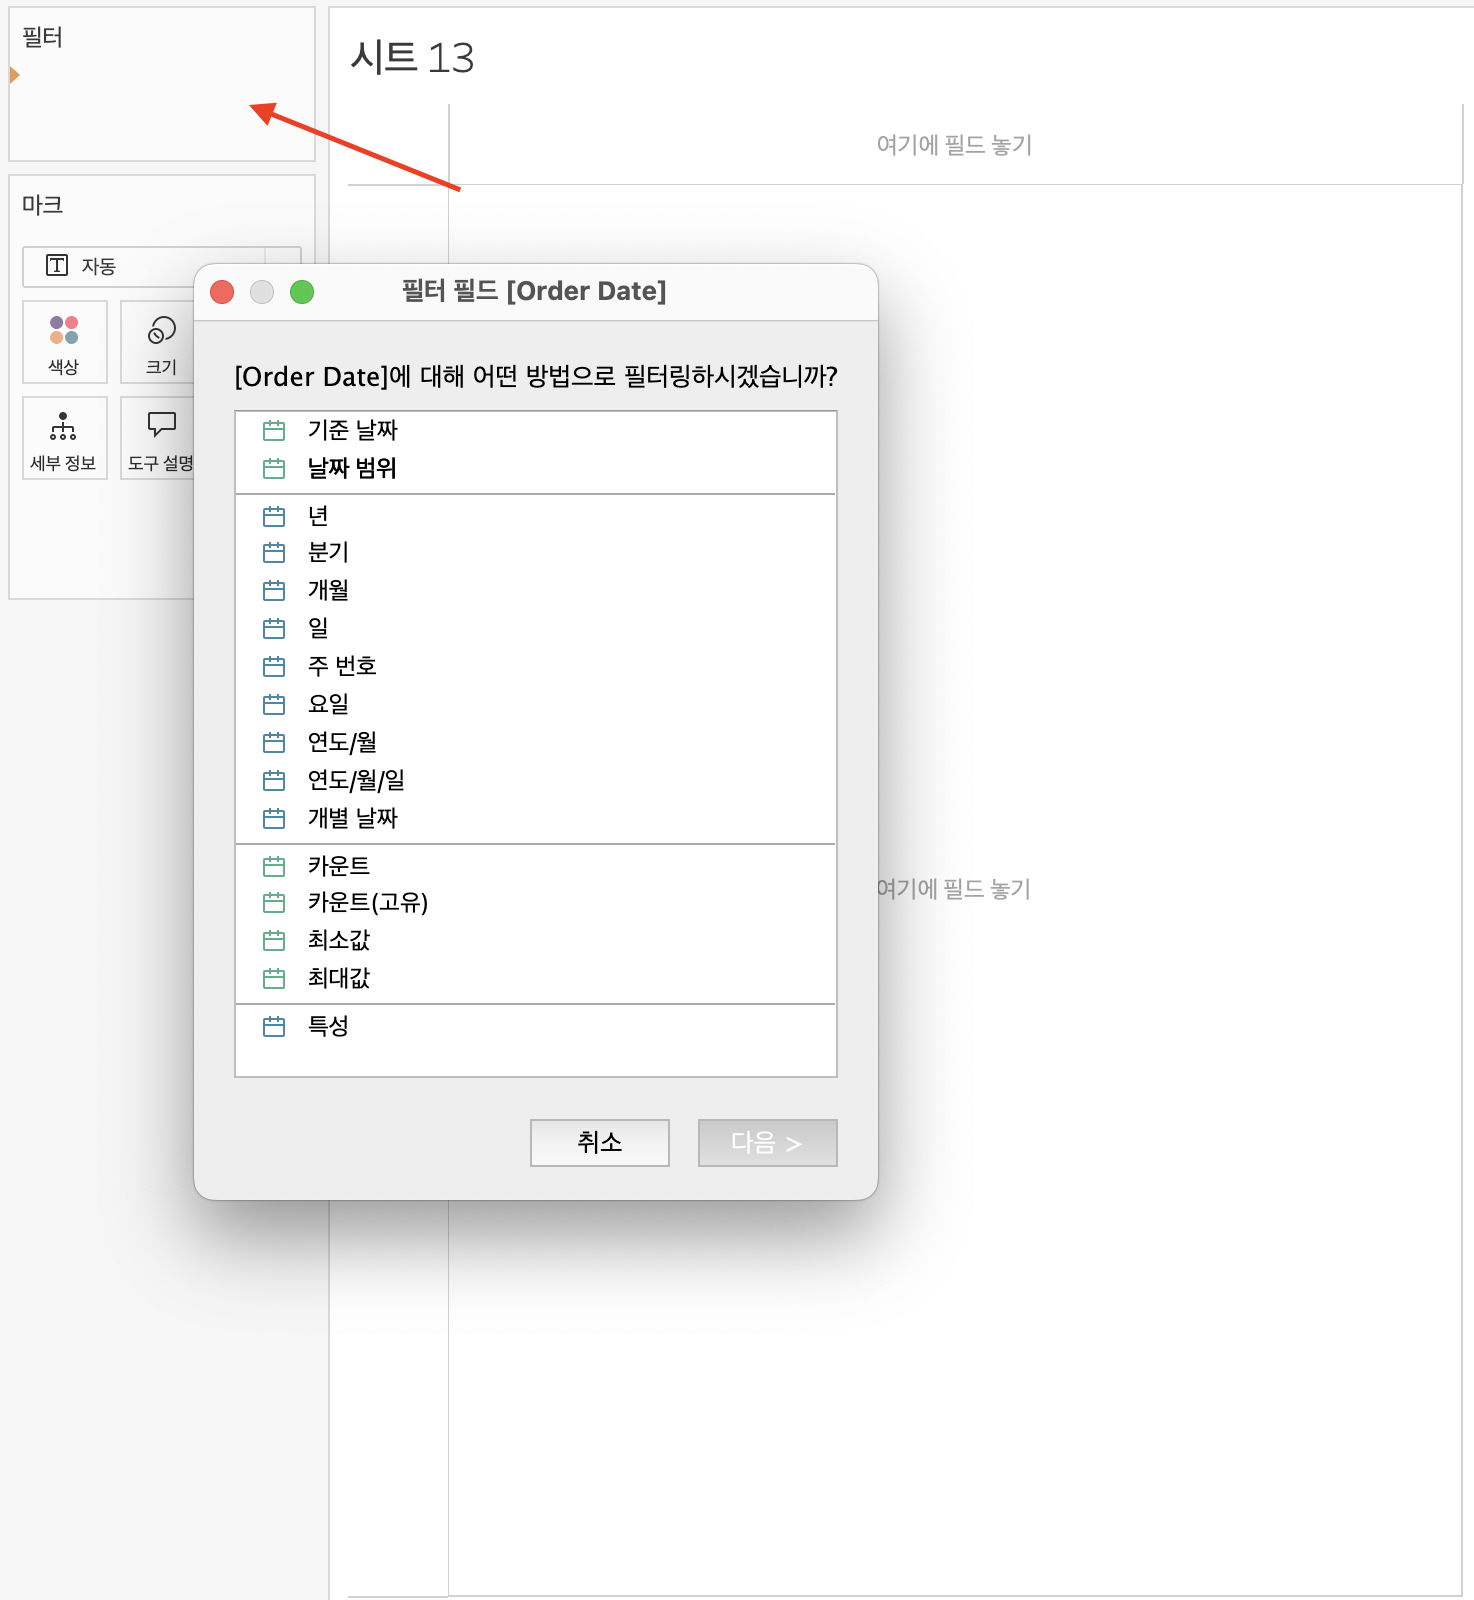 필터
시트 13
여기에 필드 놓기
마크
자동
색상
크기
세부 정보
도구 설명
필터 필드 [Order Date]
[Order Date]에 대해 어떤 방법으로 필터링하시겠습니까?
기준 날짜
날짜 범위
년
분기
개월
일
주 번호
요일
연도/월
연도/월/일
개별 날짜
카운트
카운트(고유)
최소값
최대값
특성
취소
다음 >
여기에 필드 놓기